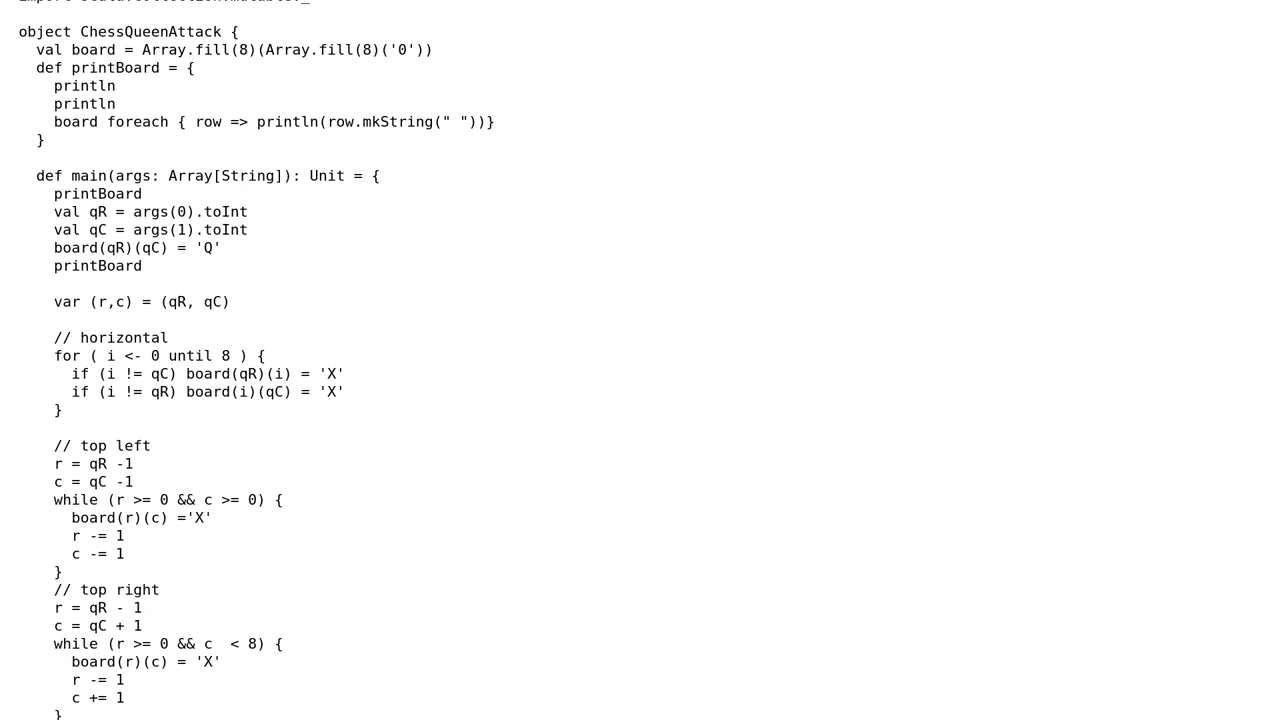 object ChessQueenAttack {
  val board = Array.fill(8)(Array.fill(8)('0'))
  def printBoard = {
    println
    println
    board foreach { row => println(row.mkString(" "))}
  }
  def main(args: Array[String]): Unit = {
    printBoard
    val qR = args(0).toInt
    val qC = args(1).toInt
    board(qR)(qC) = 'Q'
    printBoard
    var (r,c) = (qR, qC)
    // horizontal
    for ( i <- 0 until 8 ) {
      if (i != qC) board(qR)(i) = 'X'
      if (i != qR) board(i)(qC) = 'X'
    }
    // top left
    r = qR -1
    c = qC -1
    while (r >= 0 && c >= 0) {
      board(r)(c) ='X'
      r -= 1
      c -= 1
    }
    // top right
    r = qR - 1
    c = qC + 1
    while (r >= 0 && c  < 8) {
      board(r)(c) = 'X'
      r -= 1
      c += 1
    }